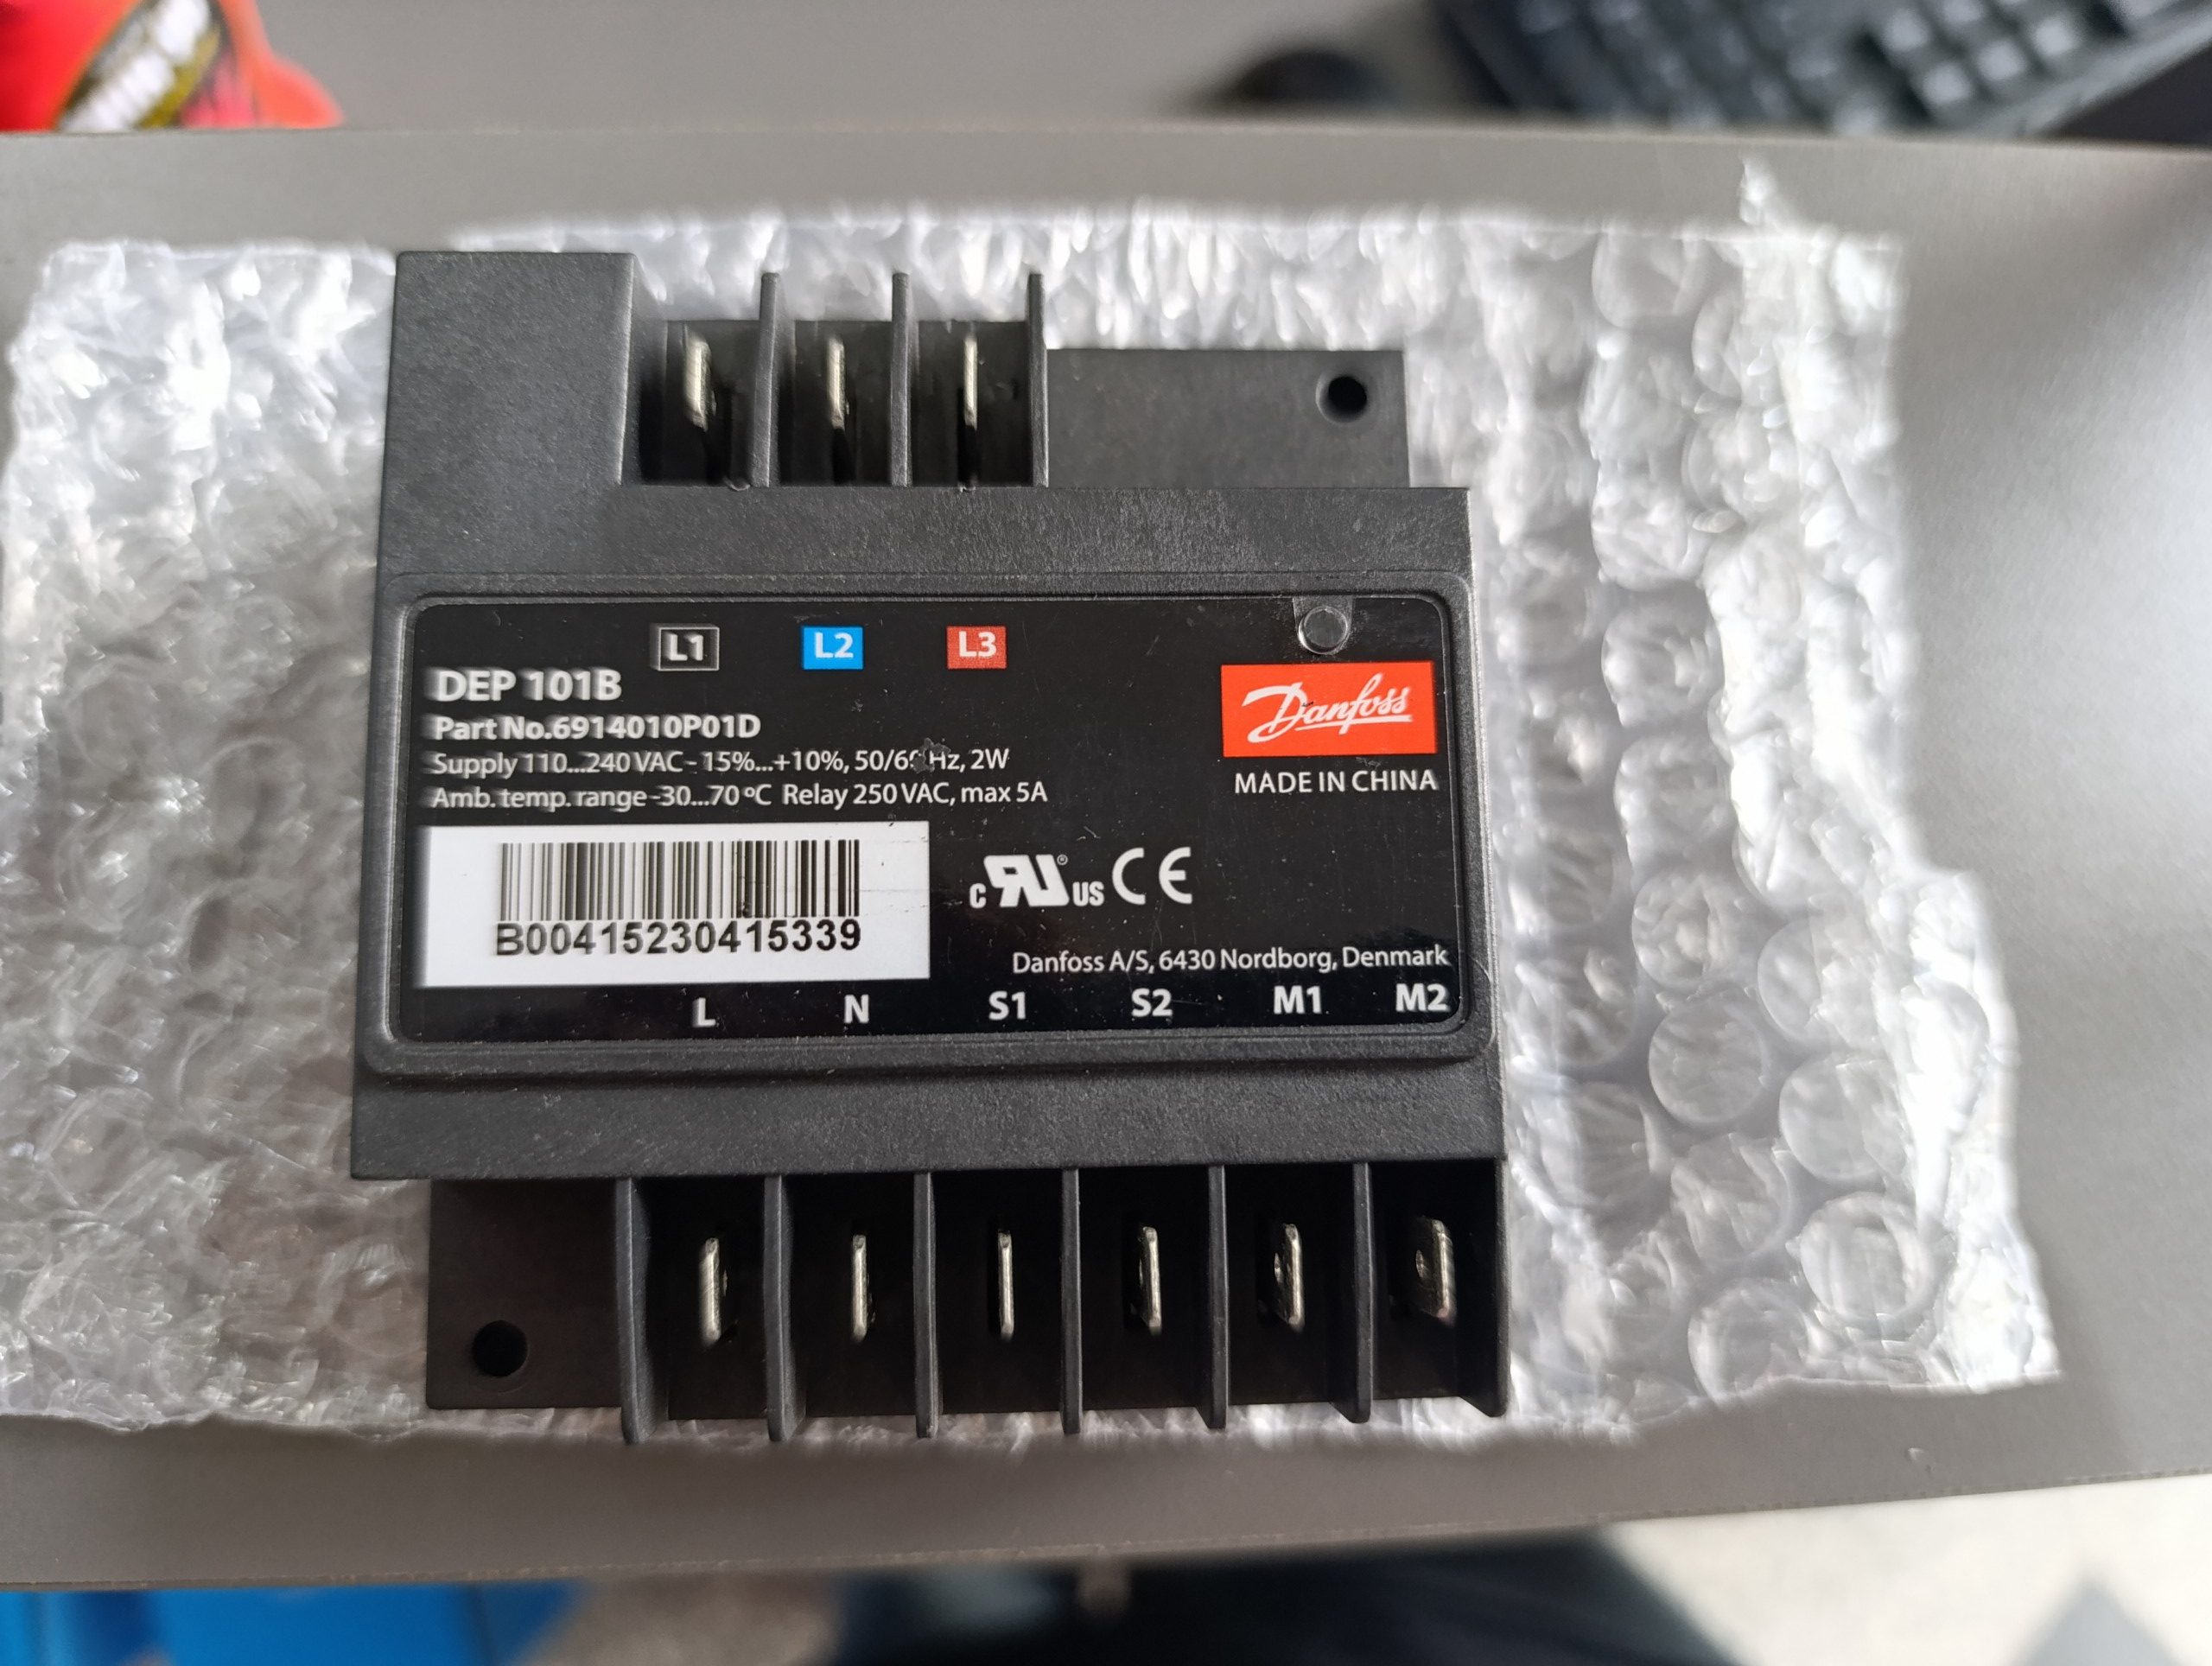 L1 L2 L3
DEP 101B
Part No.6914010P01D
Danfoss
Supply 110...240 VAC - 15%...+10%, 50/60 Hz, 2W
MADE IN CHINA
Amb. temp. range -30...70 ºC Relay 250 VAC, max 5A
B00415230415339
c RU® US CE
Danfoss A/S, 6430 Nordborg, Denmark
L N S1 S2 M1 M2